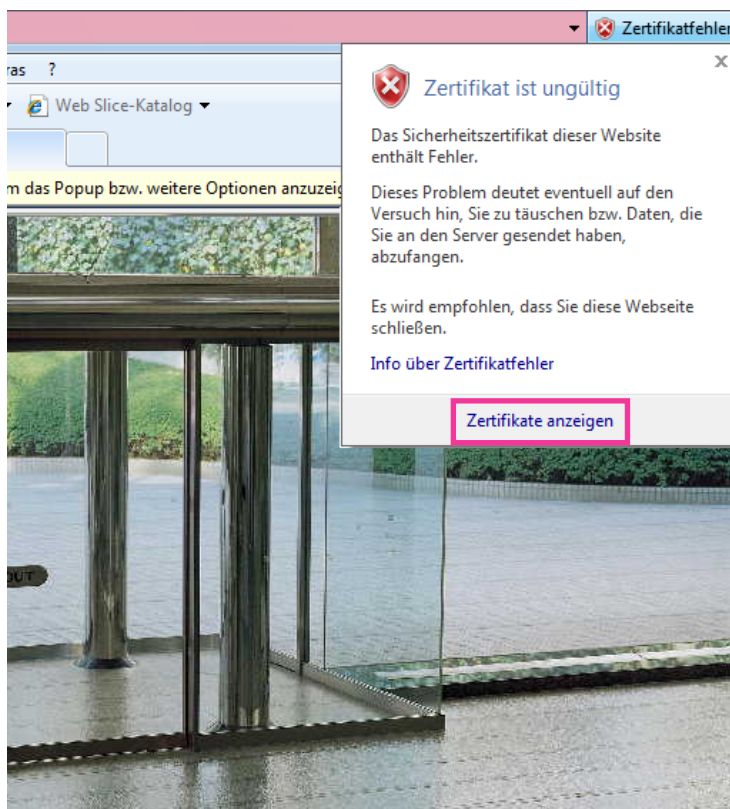 Zertifikatfehler
ras ?
Web Slice-Katalog
Zertifikat ist ungültig
x
Das Sicherheitszertifikat dieser Website
enthält Fehler.
m das Popup bzw. weitere Optionen anzuzeig
Dieses Problem deutet eventuell auf den
Versuch hin, Sie zu täuschen bzw. Daten, die
Sie an den Server gesendet haben,
abzufangen.
Es wird empfohlen, dass Sie diese Webseite
schließen.
Info über Zertifikatfehler
Zertifikate anzeigen
OUT